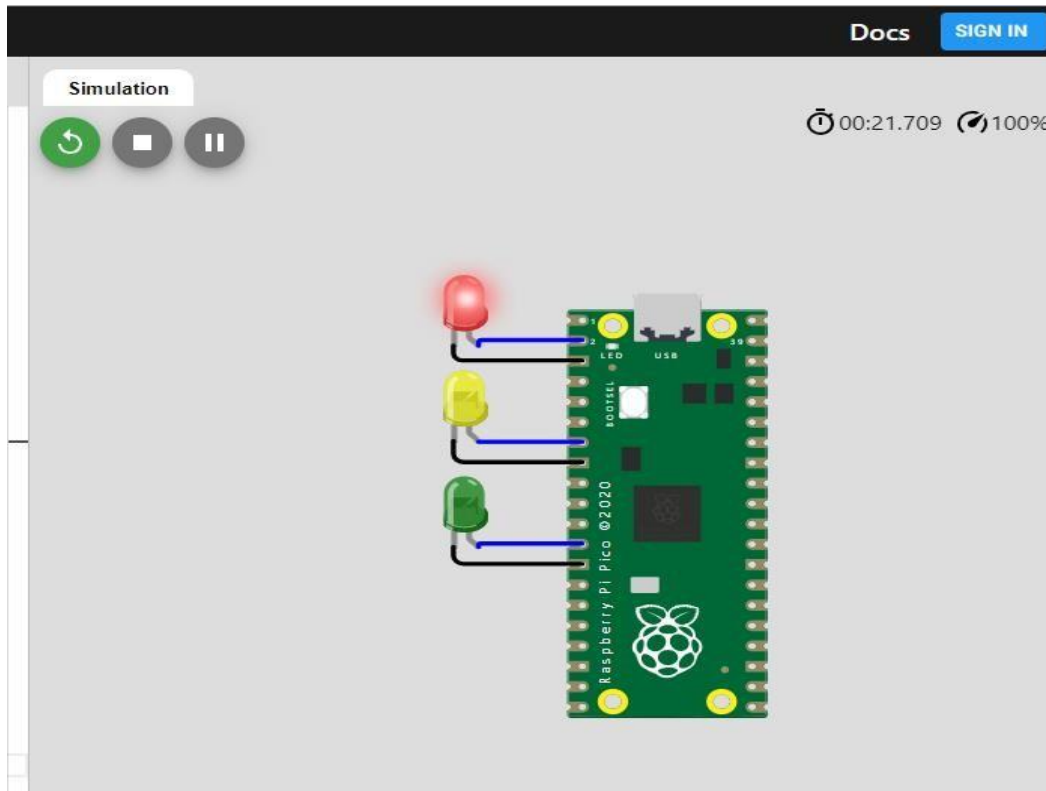 Docs SIGN IN
Simulation
00:21.709 100%
1
2 39
LED USB
BOOTSEL
Raspberry Pi Pico ©2020